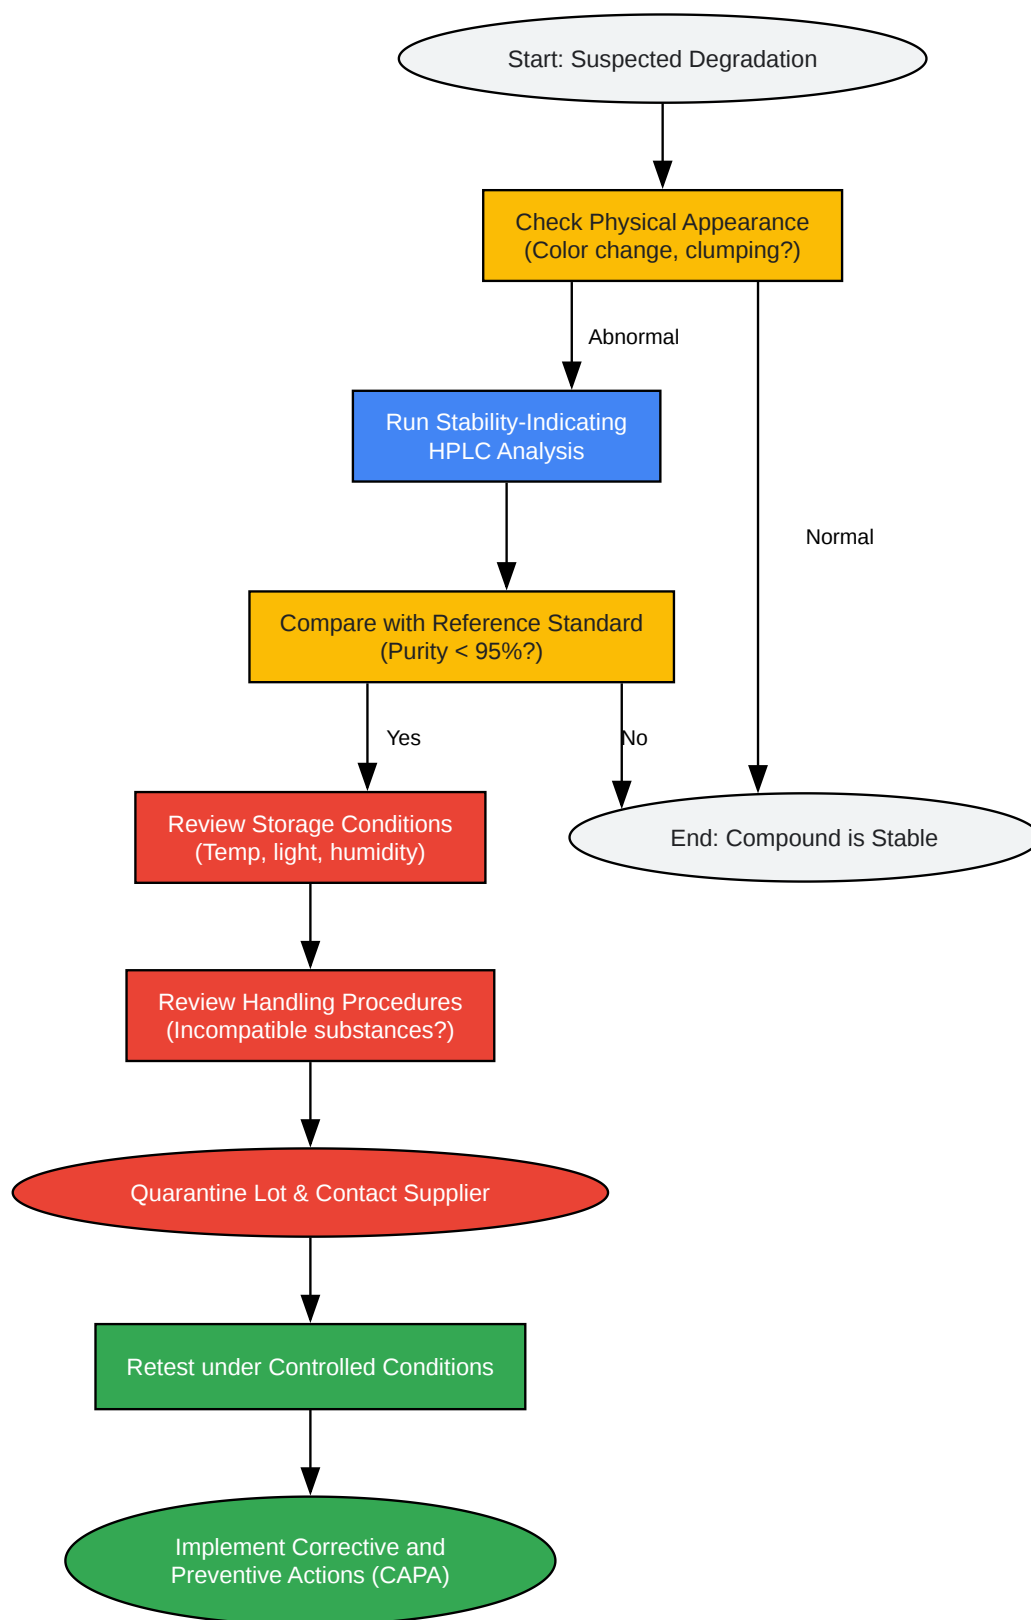 Start: Suspected Degradation
Check Physical Appearance
(Color change, clumping?)
Abnormal
Run Stability-Indicating
HPLC Analysis
Normal
Compare with Reference Standard
(Purity < 95%?)
Yes
No
Review Storage Conditions
(Temp, light, humidity)
End: Compound is Stable
Review Handling Procedures
(Incompatible substances?)
Quarantine Lot & Contact Supplier
Retest under Controlled Conditions
Implement Corrective and
Preventive Actions (CAPA)